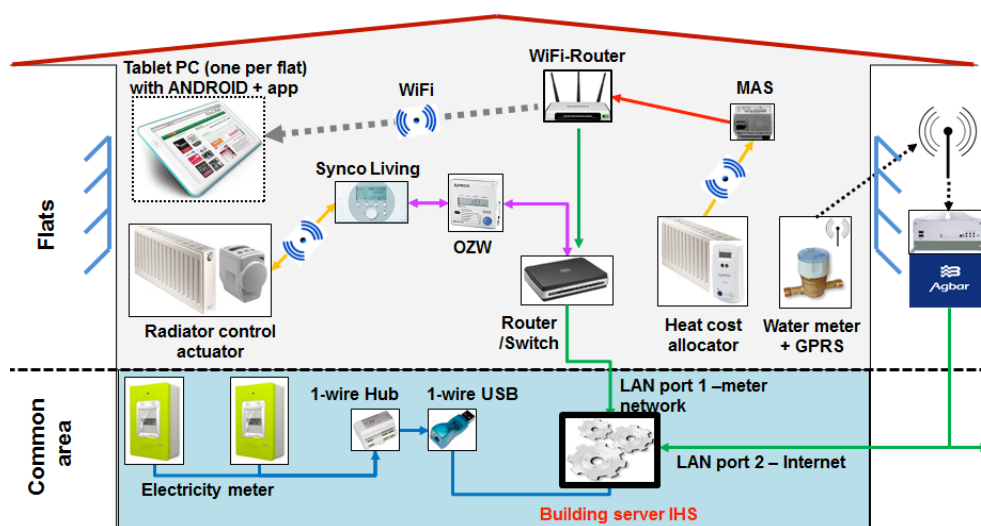 Tablet PC (one per flat)
with ANDROID + app
WiFi
WiFi-Router
MAS
Synco Living
OZW
Flats
Agbar
Radiator control
actuator
Router
/Switch
Heat cost
allocator
Water meter
+ GPRS
1-wire Hub
1-wire USB
LAN port 1 –meter
network
Common
area
Electricity meter
LAN port 2 – Internet
Building server IHS